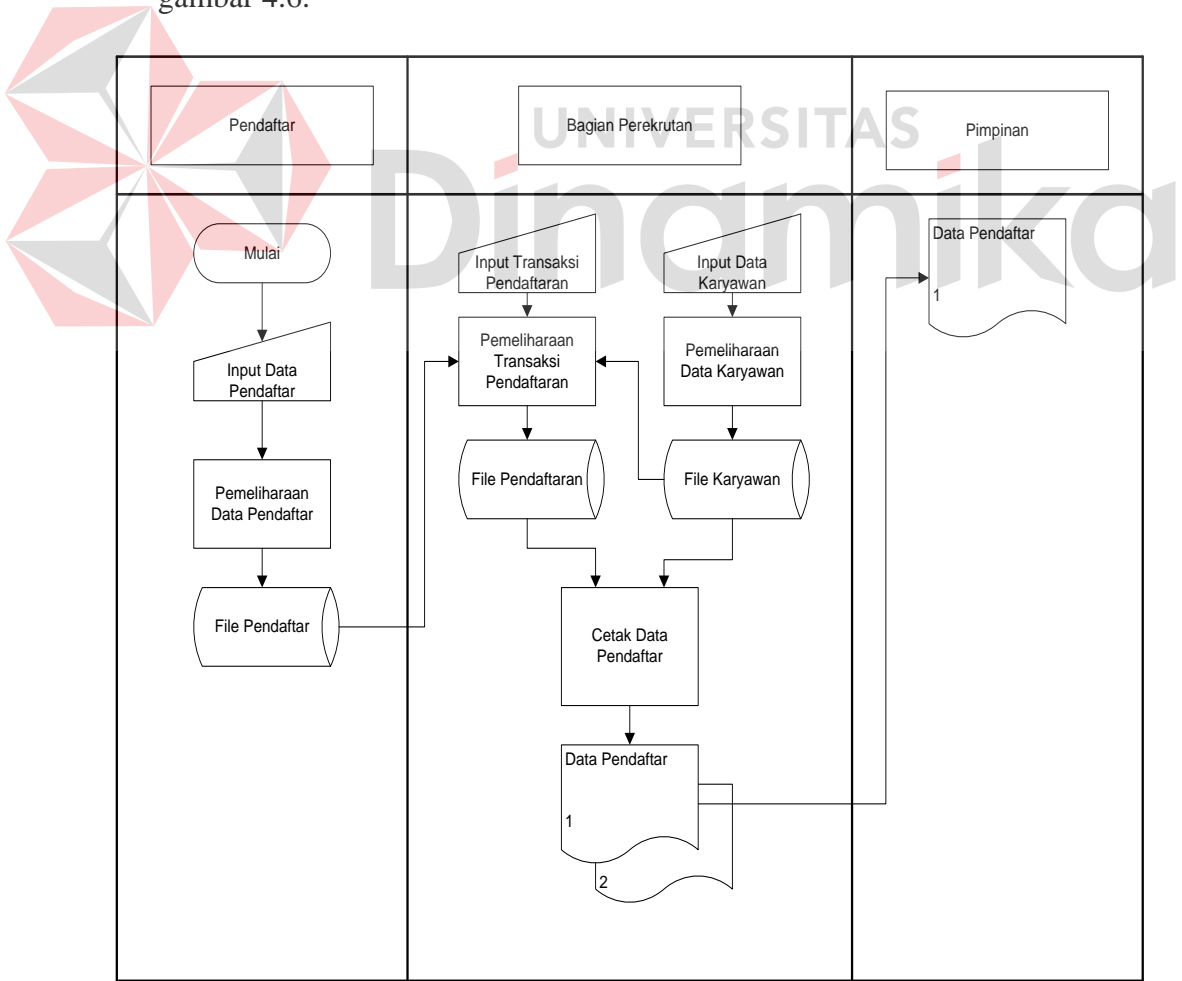 gambar 4.6.
UNIVERSITAS
Dinamika
Pendaftar
Bagian Perekrutan
Pimpinan
Mulai
Input Data
Pendaftar
Pemeliharaan
Data Pendaftar
File Pendaftar
Input Transaksi
Pendaftaran
Pemeliharaan
Transaksi
Pendaftaran
File Pendaftaran
Input Data
Karyawan
Pemeliharaan
Data Karyawan
File Karyawan
Cetak Data
Pendaftar
Data Pendaftar
1
2
Data Pendaftar
1